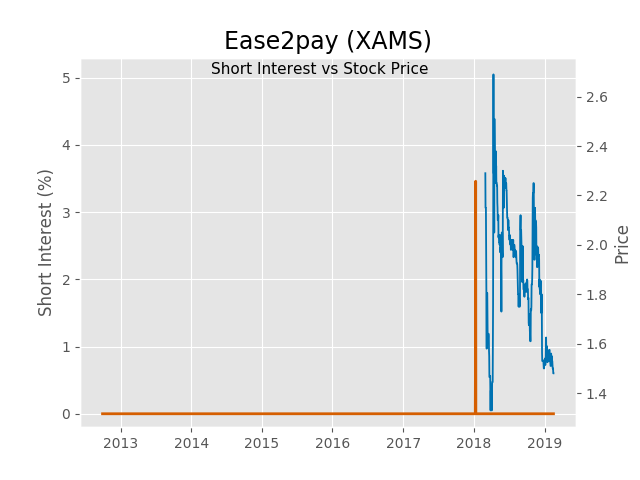 Ease2pay (XAMS)
Short Interest vs Stock Price
Short Interest (%)
5
4
3
2
1
0
2.6
2.4
2.2
2.0
1.8
1.6
1.4
Price
2013 2014 2015 2016 2017 2018 2019